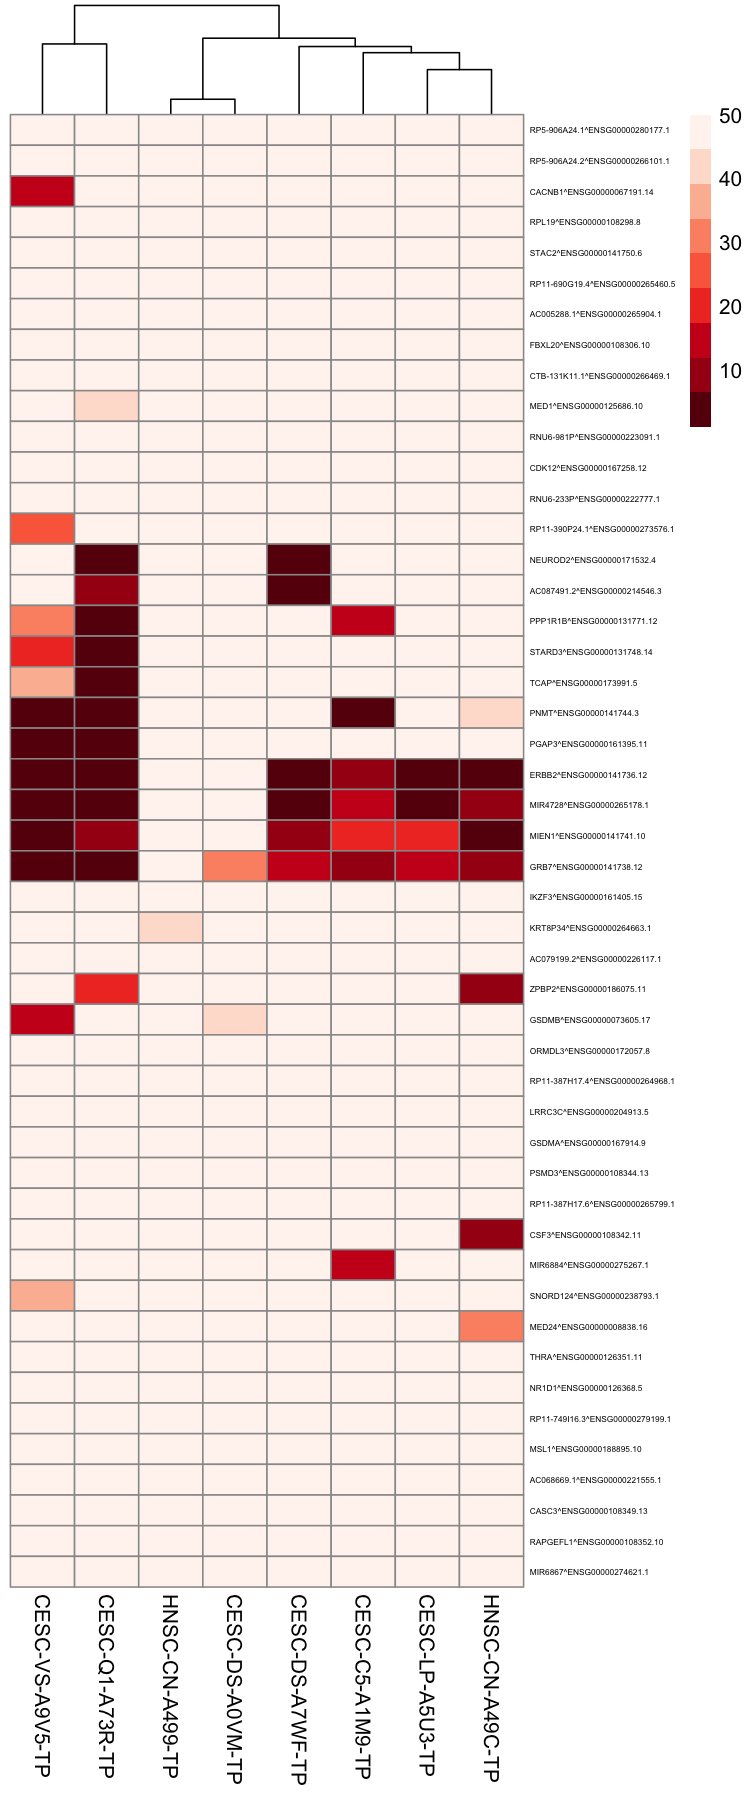 50
40
30
20
10
RP5-906A24.1^ENSG00000280177.1
RP5-906A24.2^ENSG00000266101.1
CACNB1^ENSG00000067191.14
RPL19^ENSG00000108298.8
STAC2^ENSG00000141750.6
RP11-690G19.4^ENSG00000265460.5
AC005288.1^ENSG00000265904.1
FBXL20^ENSG00000108306.10
CTB-131K11.1^ENSG00000266469.1
MED1^ENSG00000125686.10
RNU6-981P^ENSG00000223091.1
CDK12^ENSG00000167258.12
RNU6-233P^ENSG00000222777.1
RP11-390P24.1^ENSG00000273576.1
NEUROD2^ENSG00000171532.4
AC087491.2^ENSG00000214546.3
PPP1R1B^ENSG00000131771.12
STARD3^ENSG00000131748.14
TCAP^ENSG00000173991.5
PNMT^ENSG00000141744.3
PGAP3^ENSG00000161395.11
ERBB2^ENSG00000141736.12
MIR4728^ENSG00000265178.1
MIEN1^ENSG00000141741.10
GRB7^ENSG00000141738.12
IKZF3^ENSG00000161405.15
KRT8P34^ENSG00000264663.1
AC079199.2^ENSG00000226117.1
ZPBP2^ENSG00000186075.11
GSDMB^ENSG00000073605.17
ORMDL3^ENSG00000172057.8
RP11-387H17.4^ENSG00000264968.1
LRRC3C^ENSG00000204913.5
GSDMA^ENSG00000167914.9
PSMD3^ENSG00000108344.13
RP11-387H17.6^ENSG00000265799.1
CSF3^ENSG00000108342.11
MIR6884^ENSG00000275267.1
SNORD124^ENSG00000238793.1
MED24^ENSG00000008838.16
THRA^ENSG00000126351.11
NR1D1^ENSG00000126368.5
RP11-749I16.3^ENSG00000279199.1
MSL1^ENSG00000188895.10
AC068669.1^ENSG00000221555.1
CASC3^ENSG00000108349.13
RAPGEFL1^ENSG00000108352.10
MIR6867^ENSG00000274621.1
CESC-VS-A9V5-TP
CESC-Q1-A73R-TP
HNSC-CN-A499-TP
CESC-DS-A0VM-TP
CESC-DS-A7WF-TP
CESC-C5-A1M9-TP
CESC-LP-A5U3-TP
HNSC-CN-A49C-TP